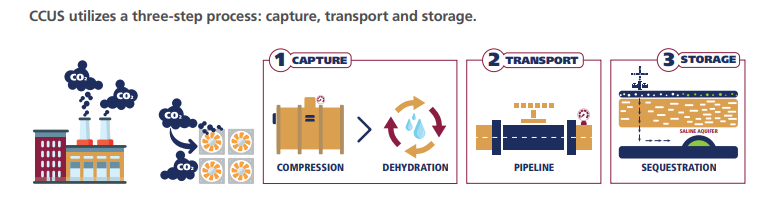 CCUS utilizes a three-step process: capture, transport and storage.
CO₂
CO₂
CO₂
CO₂
1 CAPTURE
COMPRESSION
DEHYDRATION
2 TRANSPORT
PIPELINE
3 STORAGE
SALINE AQUIFER
SEQUESTRATION